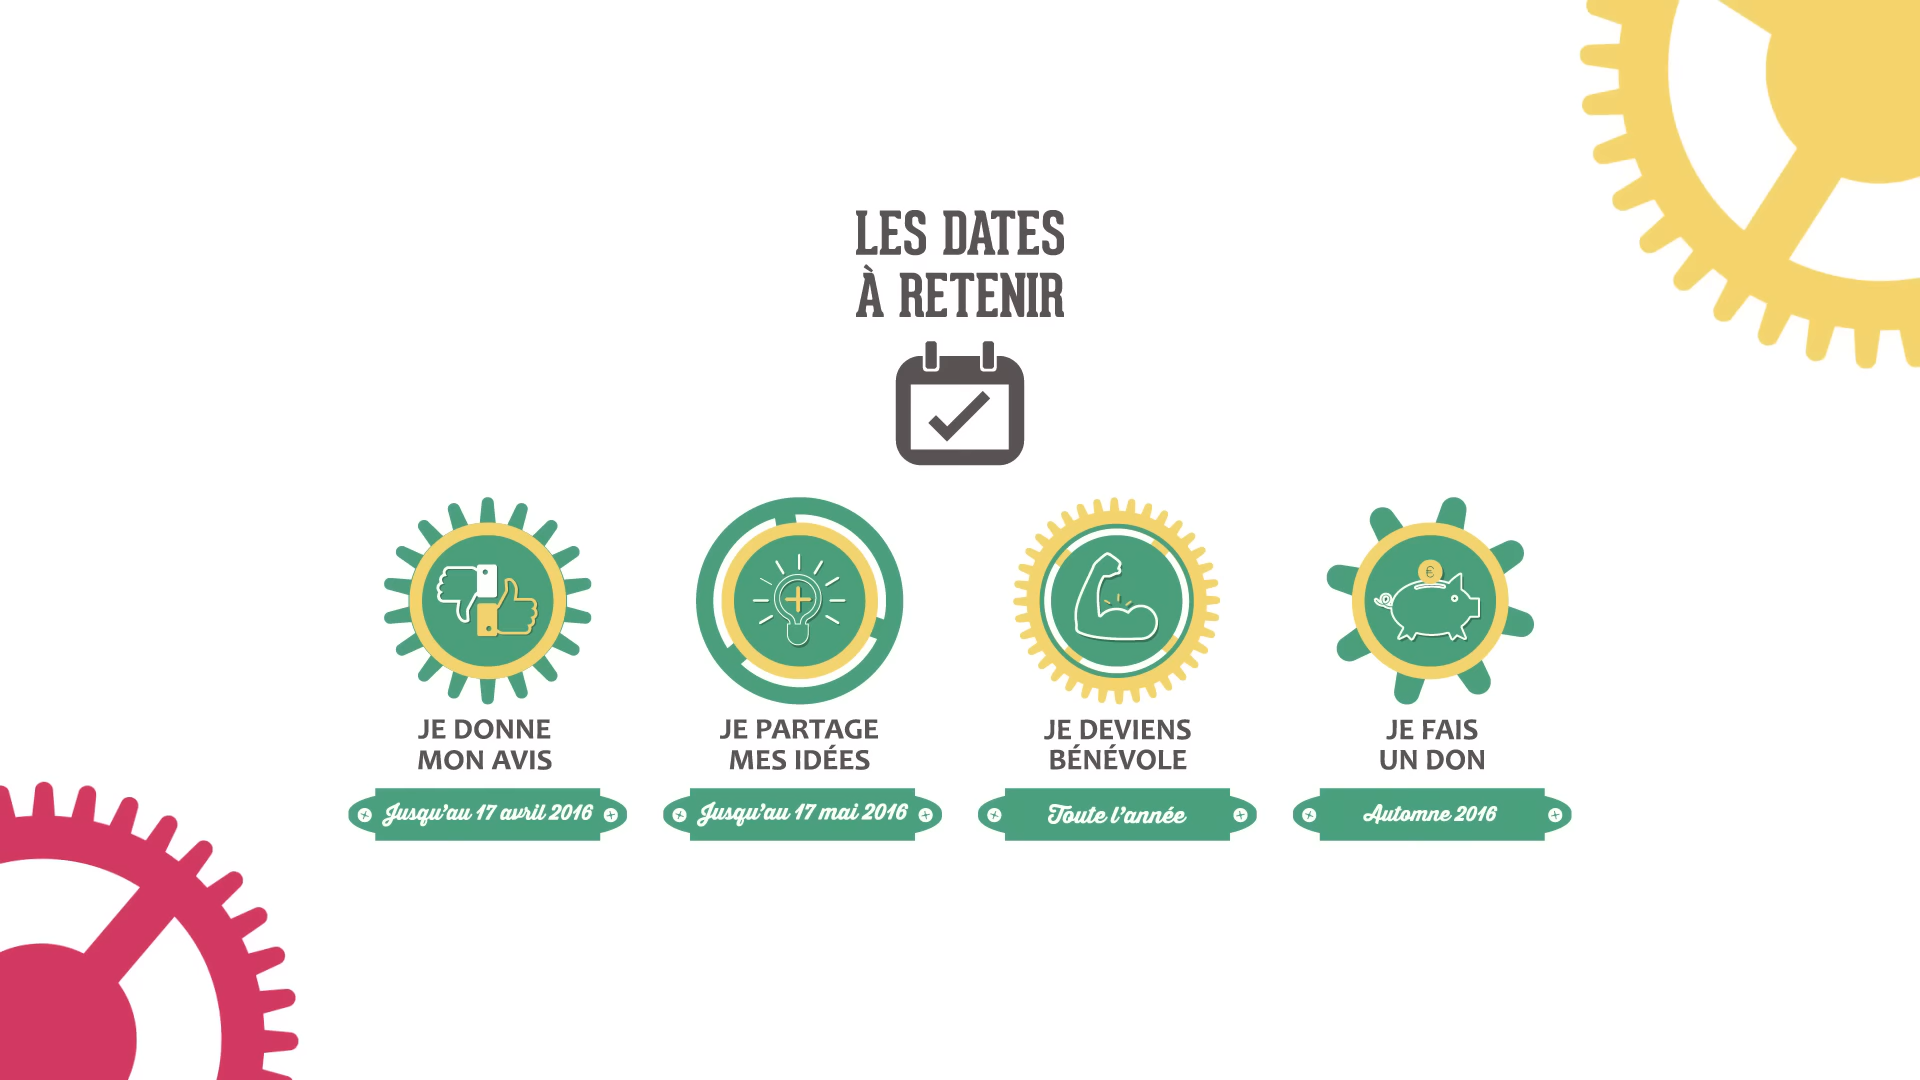 LES DATES
À RETENIR
€
JE DONNE
MON AVIS
Jusqu'au 17 avril 2016
JE PARTAGE
MES IDÉES
Jusqu'au 17 mai 2016
JE DEVIENS
BÉNÉVOLE
Toute l'année
JE FAIS
UN DON
Automne 2016